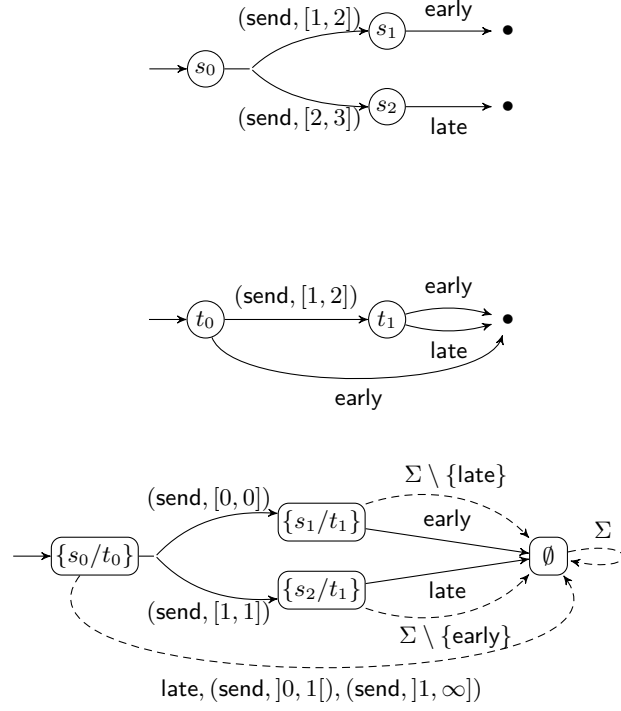 (send, [1, 2])
early
s₀
s₁
s₂
(send, [2, 3])
late
(send, [1, 2])
early
t₀
t₁
late
early
Σ \ {late}
(send, [0, 0])
{s₁/t₁}
early
Σ
{s₀/t₀}
∅
{s₂/t₁}
(send, [1, 1])
late
Σ \ {early}
late, (send, ]0, 1[), (send, ]1, ∞])